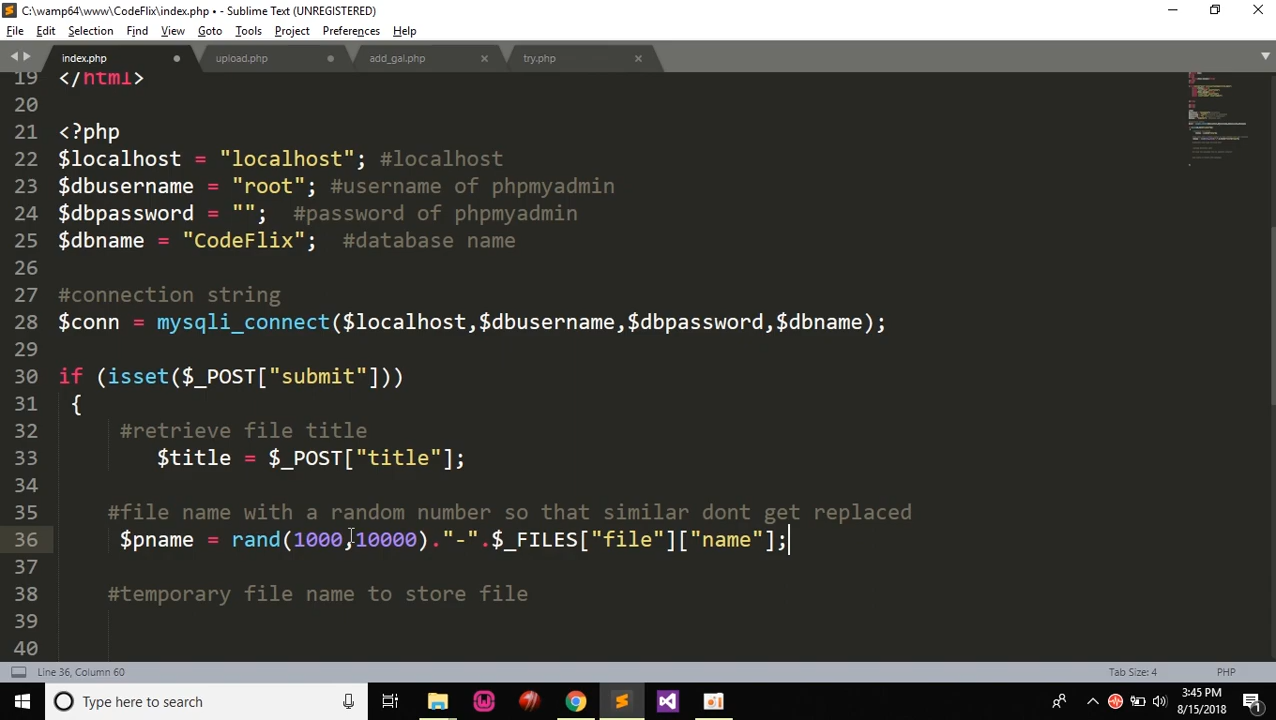 C:\wamp64\www\CodeFlix\index.php • - Sublime Text (UNREGISTERED)
File Edit Selection Find View Goto Tools Project Preferences Help
index.php upload.php add_gal.php try.php
19 </html>
20
21 <?php
22 $localhost = "localhost"; #localhost
23 $dbusername = "root"; #username of phpmyadmin
24 $dbpassword = "";  #password of phpmyadmin
25 $dbname = "CodeFlix";  #database name
26
27 #connection string
28 $conn = mysqli_connect($localhost,$dbusername,$dbpassword,$dbname);
29
30 if (isset($_POST["submit"]))
31  {
32      #retrieve file title
33         $title = $_POST["title"];
34
35     #file name with a random number so that similar dont get replaced
36      $pname = rand(1000,10000)."-".$_FILES["file"]["name"];
37
38     #temporary file name to store file
39
40
Line 36, Column 60 Tab Size: 4 PHP
Type here to search
3:45 PM
8/15/2018